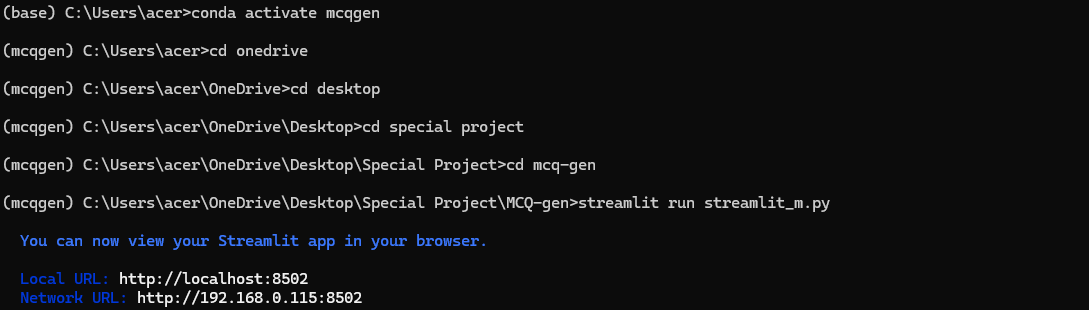 (base) C:\Users\acer>conda activate mcqgen
(mcqgen) C:\Users\acer>cd onedrive
(mcqgen) C:\Users\acer\OneDrive>cd desktop
(mcqgen) C:\Users\acer\OneDrive\Desktop>cd special project
(mcqgen) C:\Users\acer\OneDrive\Desktop\Special Project>cd mcq-gen
(mcqgen) C:\Users\acer\OneDrive\Desktop\Special Project\MCQ-gen>streamlit run streamlit_m.py
You can now view your Streamlit app in your browser.
Local URL: http://localhost:8502
Network URL: http://192.168.0.115:8502